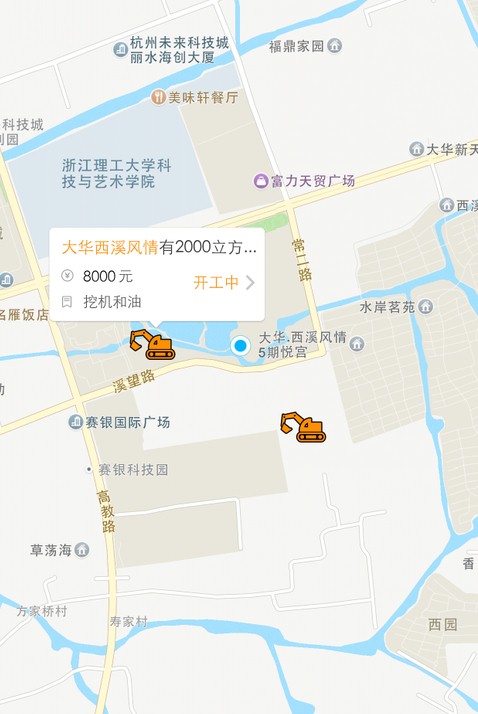 杭州未来科技城
丽水海创大厦
福鼎家园
美味轩餐厅
科技城
创园
大华新天
浙江理工大学科
技与艺术学院
富力天贸广场
西溪
常二路
大华西溪风情有2000立方...
8000 元
开工中
挖机和油
名雁饭店
水岸茗苑
大华.西溪风情
5期悦宫
溪望路
赛银国际广场
赛银科技园
高教路
草荡海
香
方家桥村
寿家村
西园